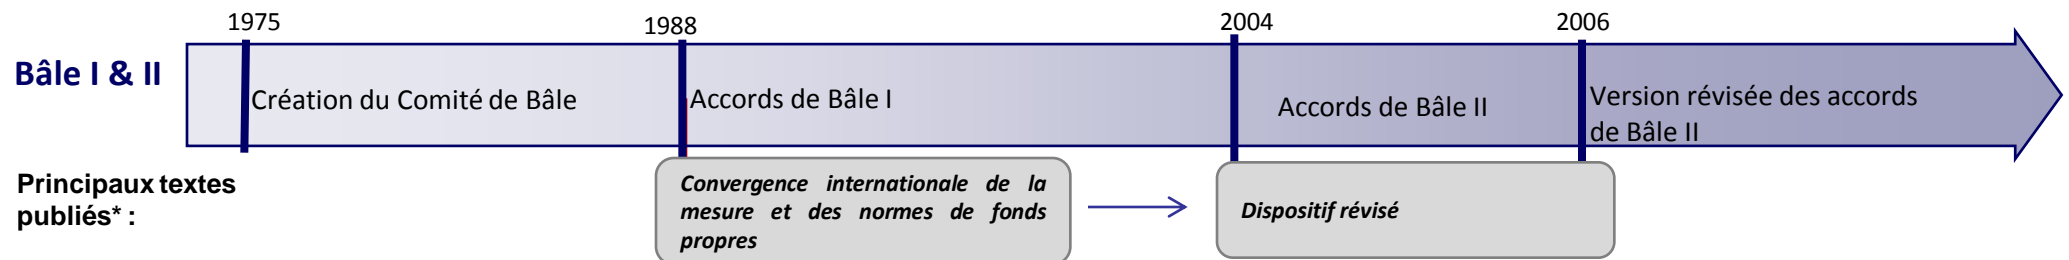 1975
1988
2004
2006
Bâle I & II
Création du Comité de Bâle
Accords de Bâle I
Accords de Bâle II
Version révisée des accords
de Bâle II
Principaux textes
publiés* :
Convergence internationale de la
mesure et des normes de fonds
propres
Dispositif révisé